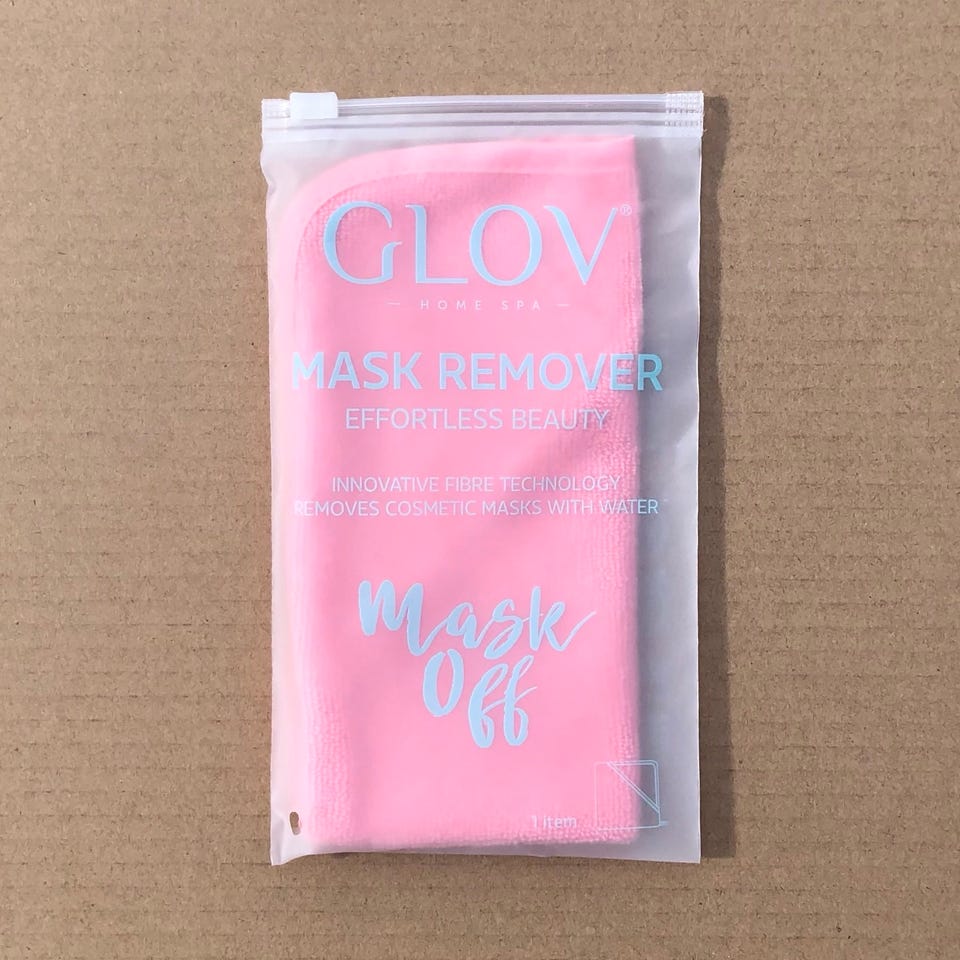 GLOV®
— HOME SPA —
MASK REMOVER
EFFORTLESS BEAUTY
INNOVATIVE FIBRE TECHNOLOGY
REMOVES COSMETIC MASKS WITH WATER
Mask
Off
1 item